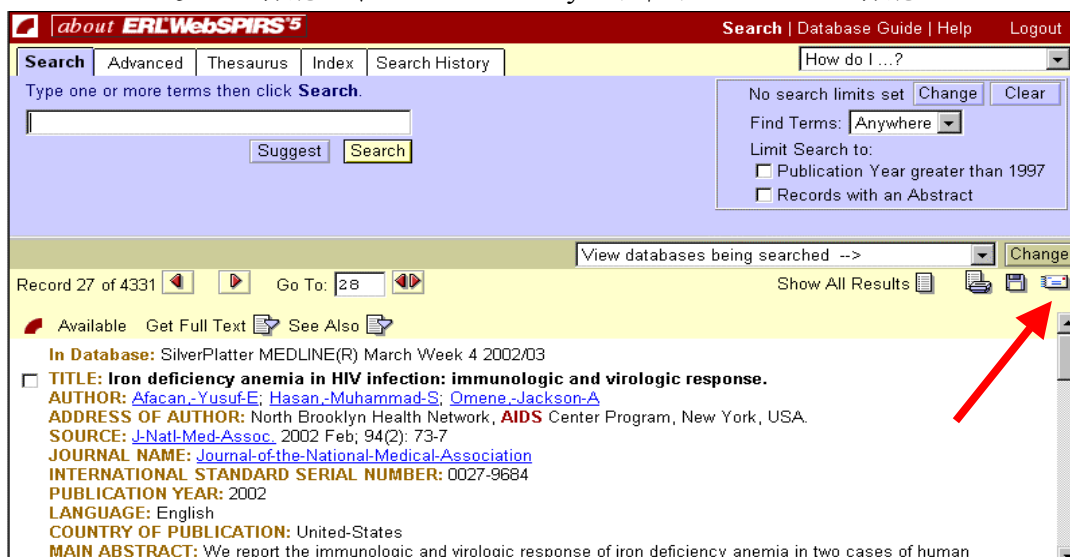 about ERL WebSPIRS 5 Search | Database Guide | Help Logout
Search Advanced Thesaurus Index Search History How do I ...?
Type one or more terms then click Search.
No search limits set Change Clear
Find Terms: Anywhere
Suggest Search
Limit Search to:
Publication Year greater than 1997
Records with an Abstract
View databases being searched --> Change
Record 27 of 4331 Go To: 28 Show All Results
Available Get Full Text See Also
In Database: SilverPlatter MEDLINE(R) March Week 4 2002/03
TITLE: Iron deficiency anemia in HIV infection: immunologic and virologic response.
AUTHOR: Afacan,-Yusuf-E; Hasan,-Muhammad-S; Omene,-Jackson-A
ADDRESS OF AUTHOR: North Brooklyn Health Network, AIDS Center Program, New York, USA.
SOURCE: J-Natl-Med-Assoc. 2002 Feb; 94(2): 73-7
JOURNAL NAME: Journal-of-the-National-Medical-Association
INTERNATIONAL STANDARD SERIAL NUMBER: 0027-9684
PUBLICATION YEAR: 2002
LANGUAGE: English
COUNTRY OF PUBLICATION: United-States
MAIN ABSTRACT: We report the immunologic and virologic response of iron deficiency anemia in two cases of human